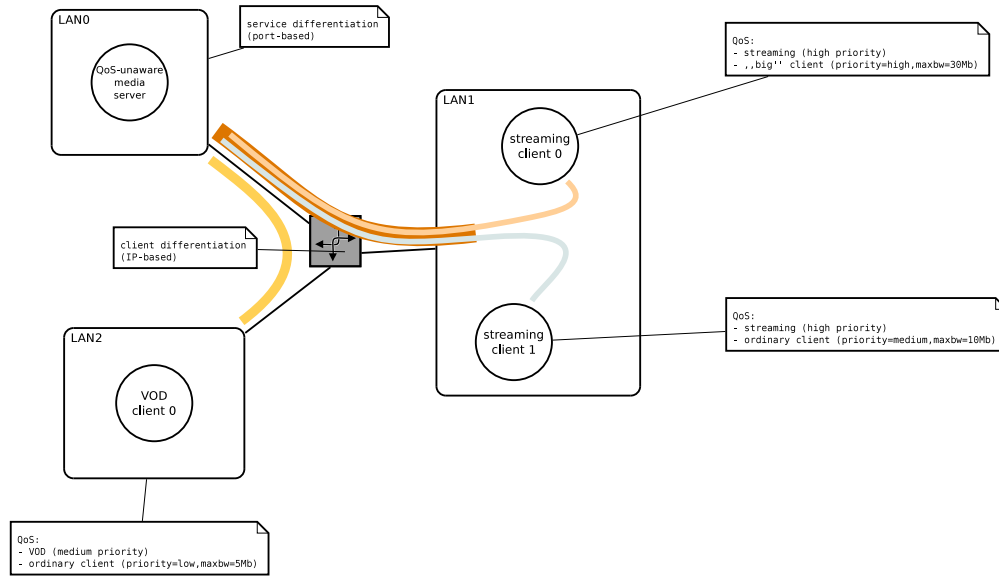 LAN0
QoS-unaware
media
server
service differentiation
(port-based)
QoS:
- streaming (high priority)
- ,,big'' client (priority=high,maxbw=30Mb)
LAN1
streaming
client 0
client differentiation
(IP-based)
streaming
client 1
QoS:
- streaming (high priority)
- ordinary client (priority=medium,maxbw=10Mb)
LAN2
VOD
client 0
QoS:
- VOD (medium priority)
- ordinary client (priority=low,maxbw=5Mb)